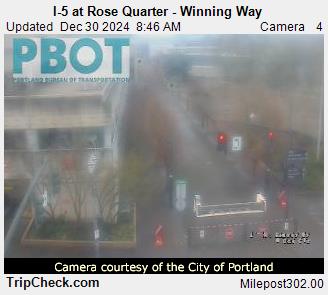 I-5 at Rose Quarter - Winning Way
Updated Dec 30 2024 8:46 AM Camera 4
PBOT
PORTLAND BUREAU OF TRANSPORTATION
Camera courtesy of the City of Portland
TripCheck.com Milepost302.00